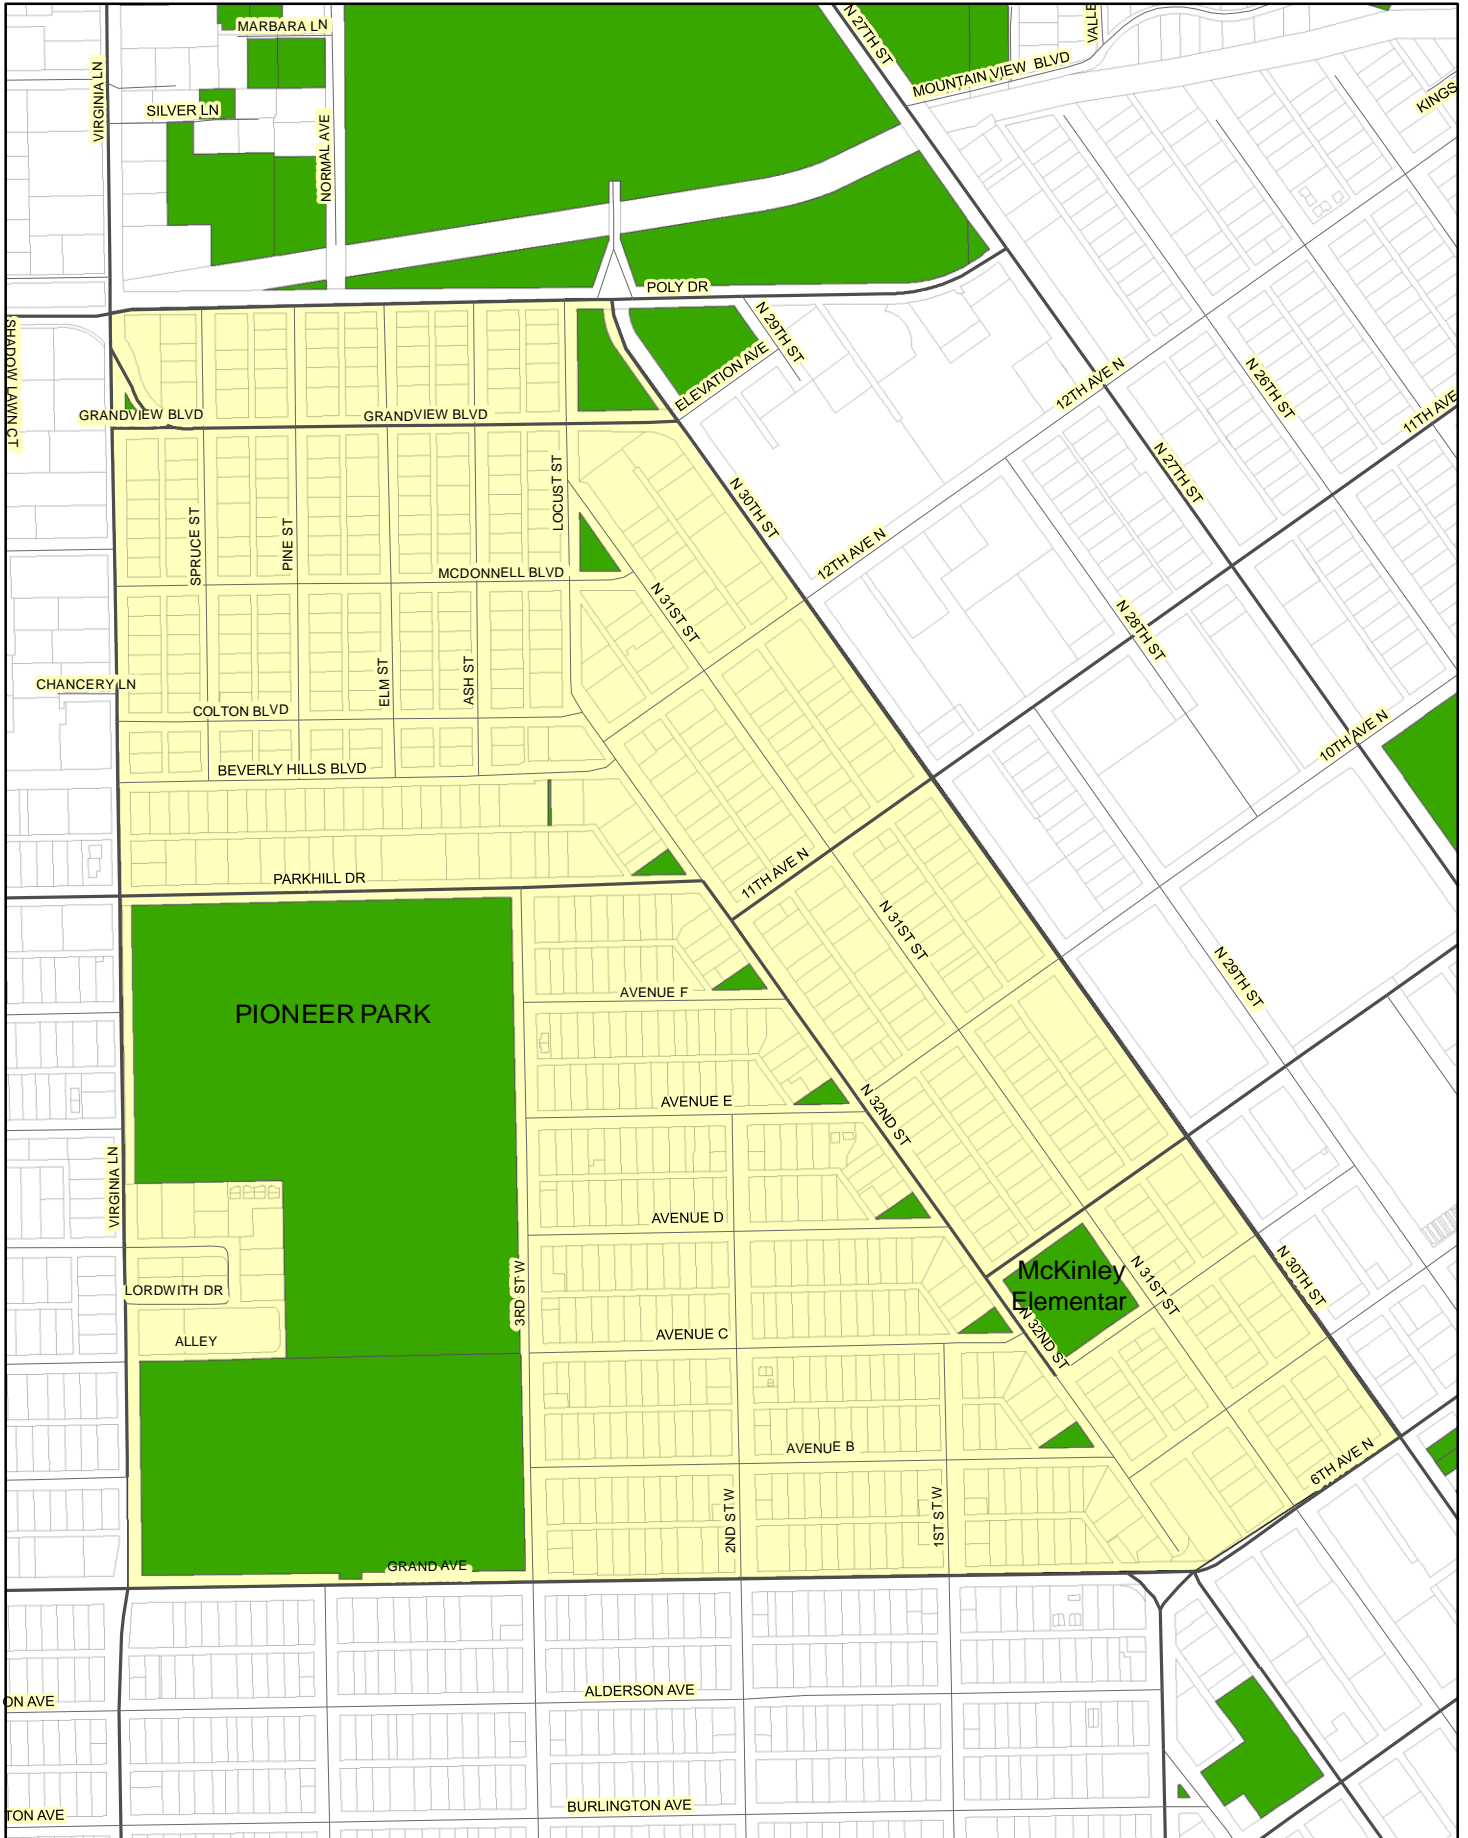 MARBARA LN
N 27TH ST
VALLE
MOUNTAIN VIEW BLVD
VIRGINIA LN
SILVER LN
NORMAL AVE
KINGS
POLY DR
N 29TH ST
SHADOW LAWN CT
ELEVATION AVE
12TH AVE N
N 26TH ST
11TH AVE
GRANDVIEW BLVD
GRANDVIEW BLVD
LOCUST ST
N 30TH ST
N 27TH ST
SPRUCE ST
PINE ST
12TH AVE N
MCDONNELL BLVD
N 31ST ST
N 28TH ST
CHANCERY LN
ELM ST
ASH ST
COLTON BLVD
10TH AVE N
BEVERLY HILLS BLVD
PARKHILL DR
11TH AVE N
N 31ST ST
N 29TH ST
AVENUE F
PIONEER PARK
AVENUE E
N 32ND ST
VIRGINIA LN
AVENUE D
3RD ST W
LORDWITH DR
McKinley
Elementar
N 31ST ST
N 30TH ST
N 32ND ST
ALLEY
AVENUE C
AVENUE B
6TH AVE N
2ND ST W
1ST ST W
GRAND AVE
ALDERSON AVE
ON AVE
BURLINGTON AVE
TON AVE